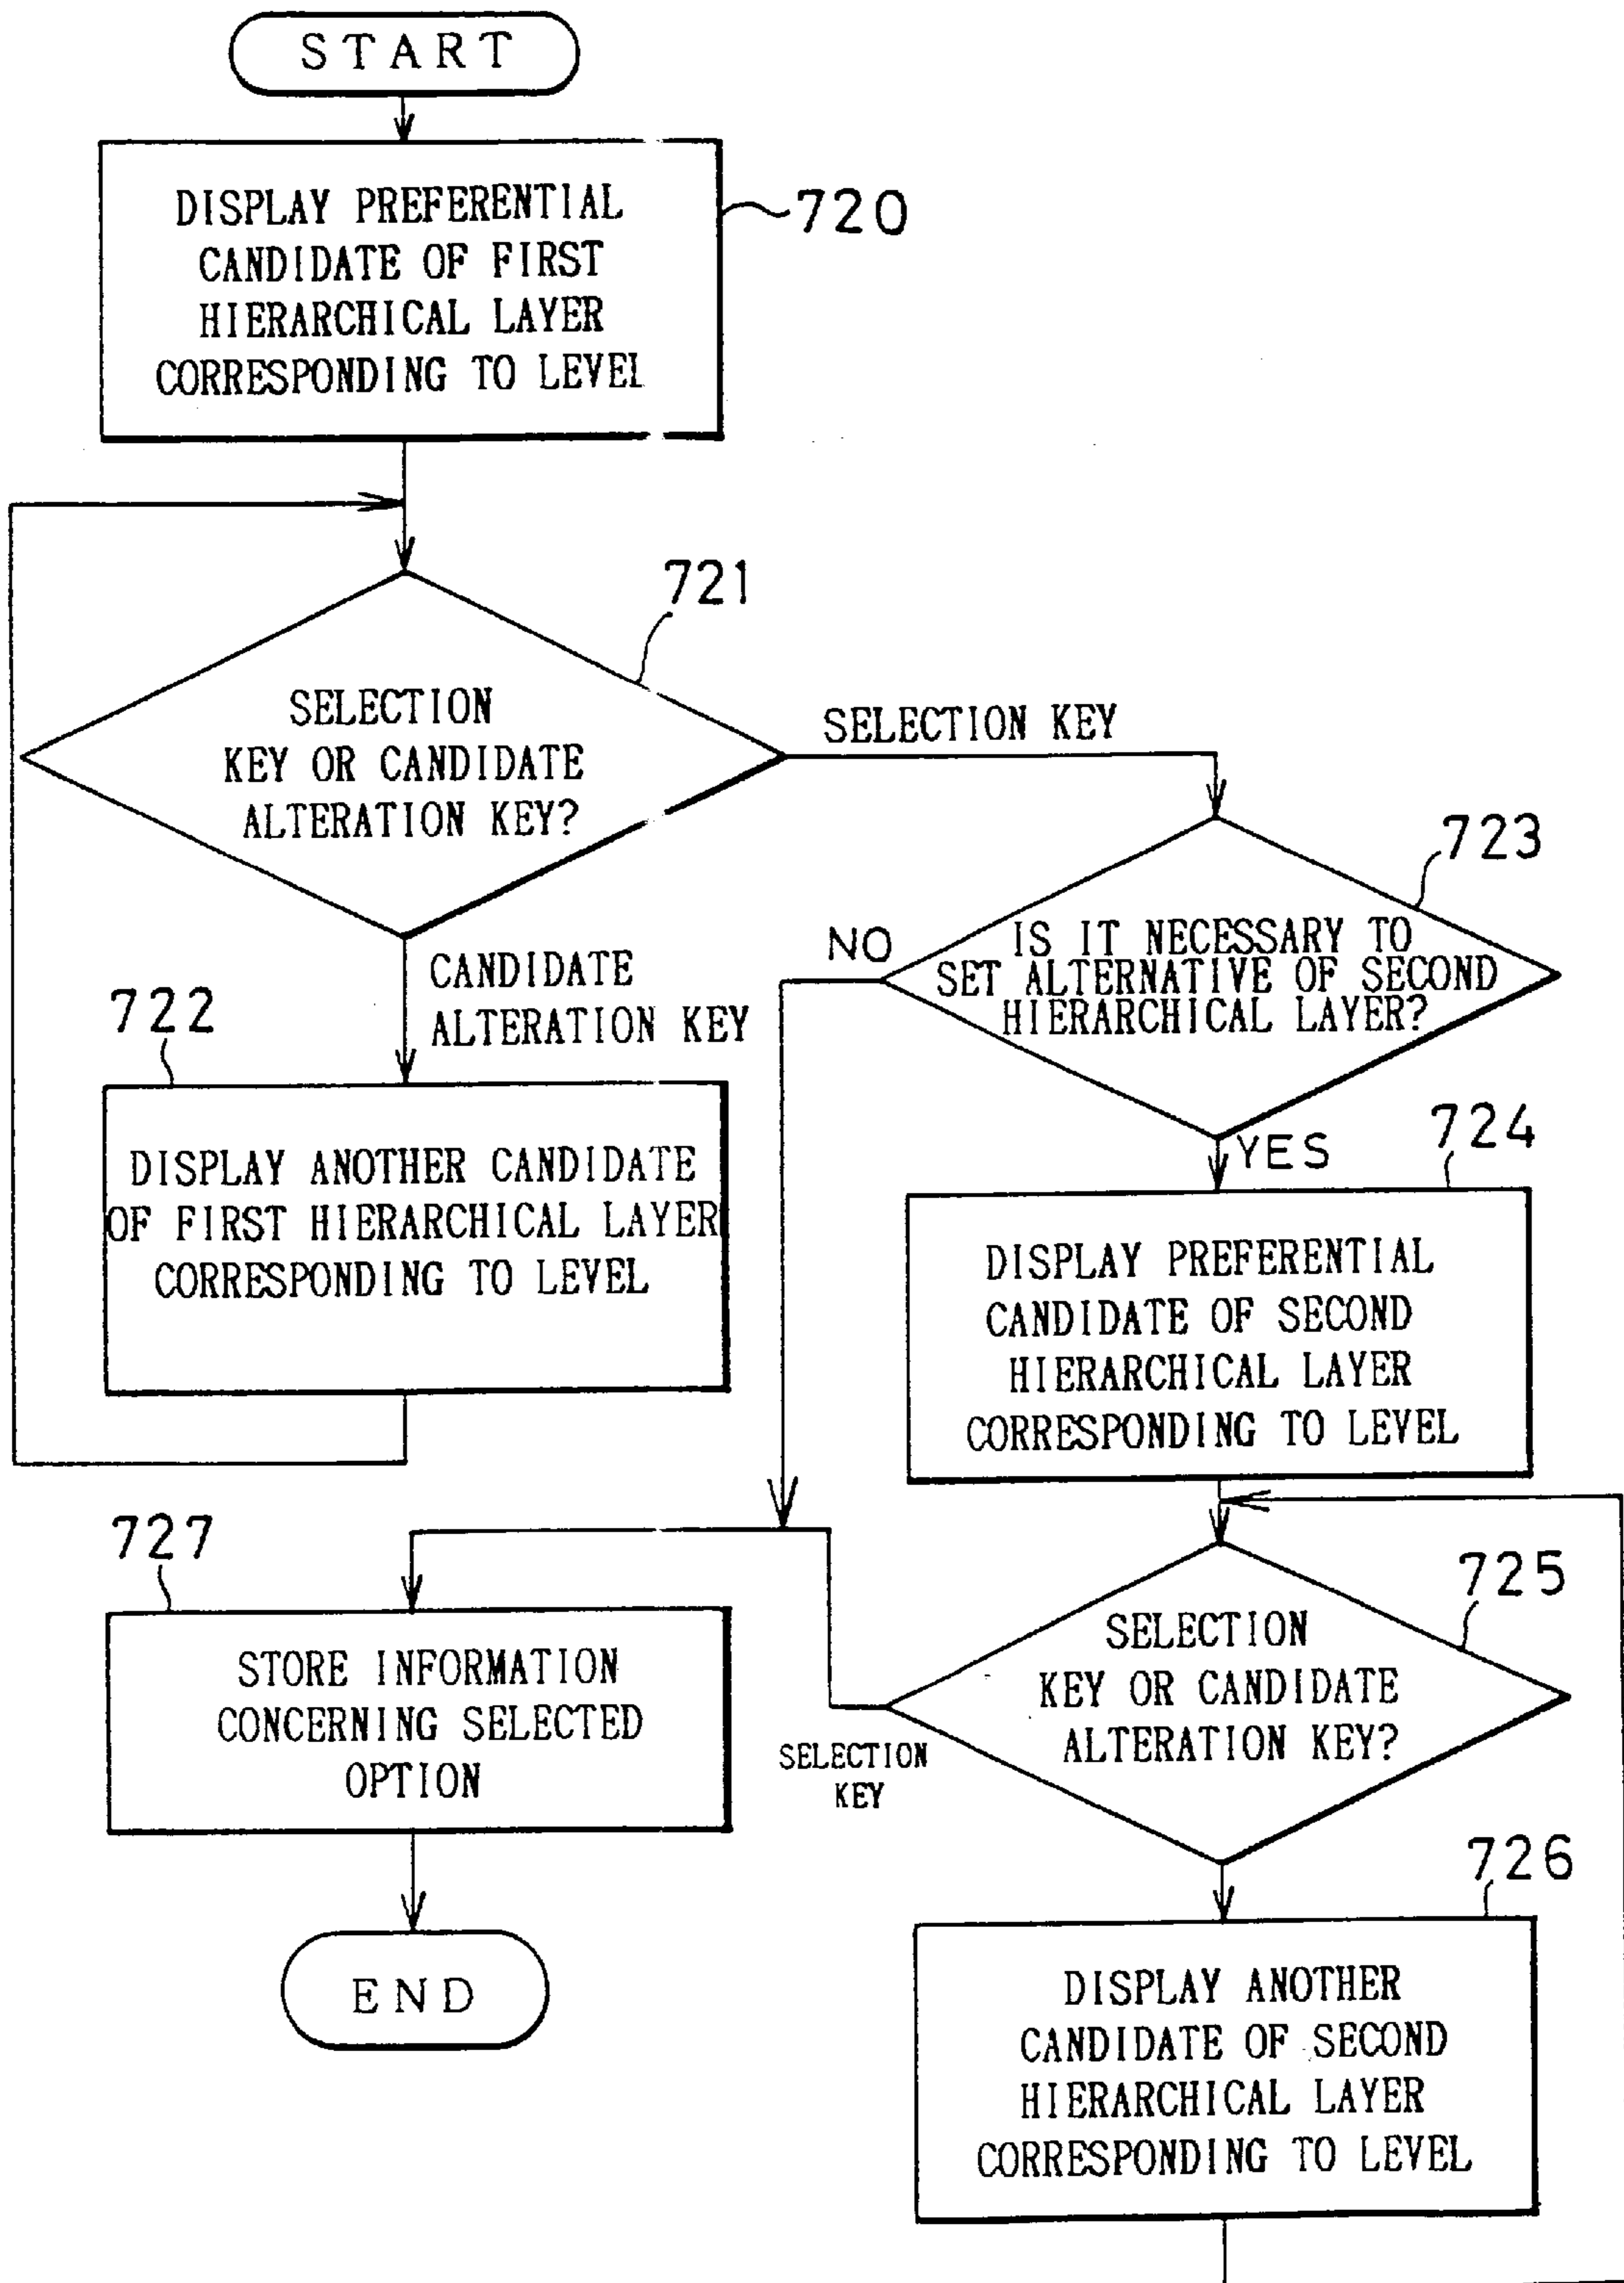 START
DISPLAY PREFERENTIAL
CANDIDATE OF FIRST
HIERARCHICAL LAYER
CORRESPONDING TO LEVEL
720
721
SELECTION
KEY OR CANDIDATE
ALTERATION KEY?
SELECTION KEY
CANDIDATE
ALTERATION KEY
722
DISPLAY ANOTHER CANDIDATE
OF FIRST HIERARCHICAL LAYER
CORRESPONDING TO LEVEL
723
NO
IS IT NECESSARY TO
SET ALTERNATIVE OF SECOND
HIERARCHICAL LAYER?
YES
724
DISPLAY PREFERENTIAL
CANDIDATE OF SECOND
HIERARCHICAL LAYER
CORRESPONDING TO LEVEL
725
SELECTION
KEY OR CANDIDATE
ALTERATION KEY?
SELECTION
KEY
726
DISPLAY ANOTHER
CANDIDATE OF SECOND
HIERARCHICAL LAYER
CORRESPONDING TO LEVEL
727
STORE INFORMATION
CONCERNING SELECTED
OPTION
END